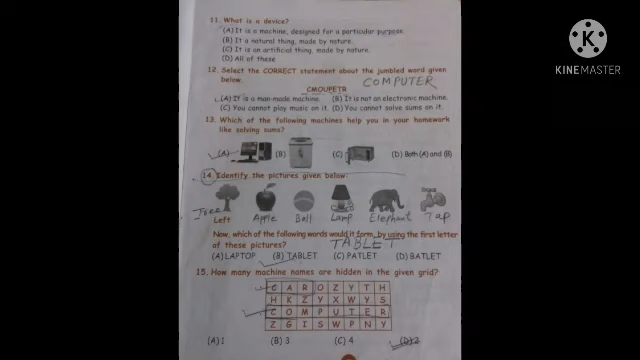 11. What is a device?
(A) It is a machine, designed for a particular purpose.
(B) It is a natural thing, made by nature.
(C) It is an artificial thing, made by nature.
(D) All of these
12. Select the CORRECT statement about the jumbled word given
below. COMPUTER
CMOUPETR
(A) It is a man-made machine. (B) It is not an electronic machine.
(C) You cannot play music on it. (D) You cannot solve sums on it.
13. Which of the following machines help you in your homework
like solving sums?
(A) (B) (C) (D) Both (A) and (B)
14. Identify the pictures given below:
Tree Apple Ball Lamp Elephant Tap
Left
Now, which of the following words would it form, by using the first letter
of these pictures? TABLET
(A) LAPTOP (B) TABLET (C) PATLET (D) BATLET
15. How many machine names are hidden in the given grid?
C A R O Z Y T H
H K Z Y X W Y S
C O M P U T E R
Z G I S W P N Y
(A) 1 (B) 3 (C) 4 (D) 2
KINEMASTER